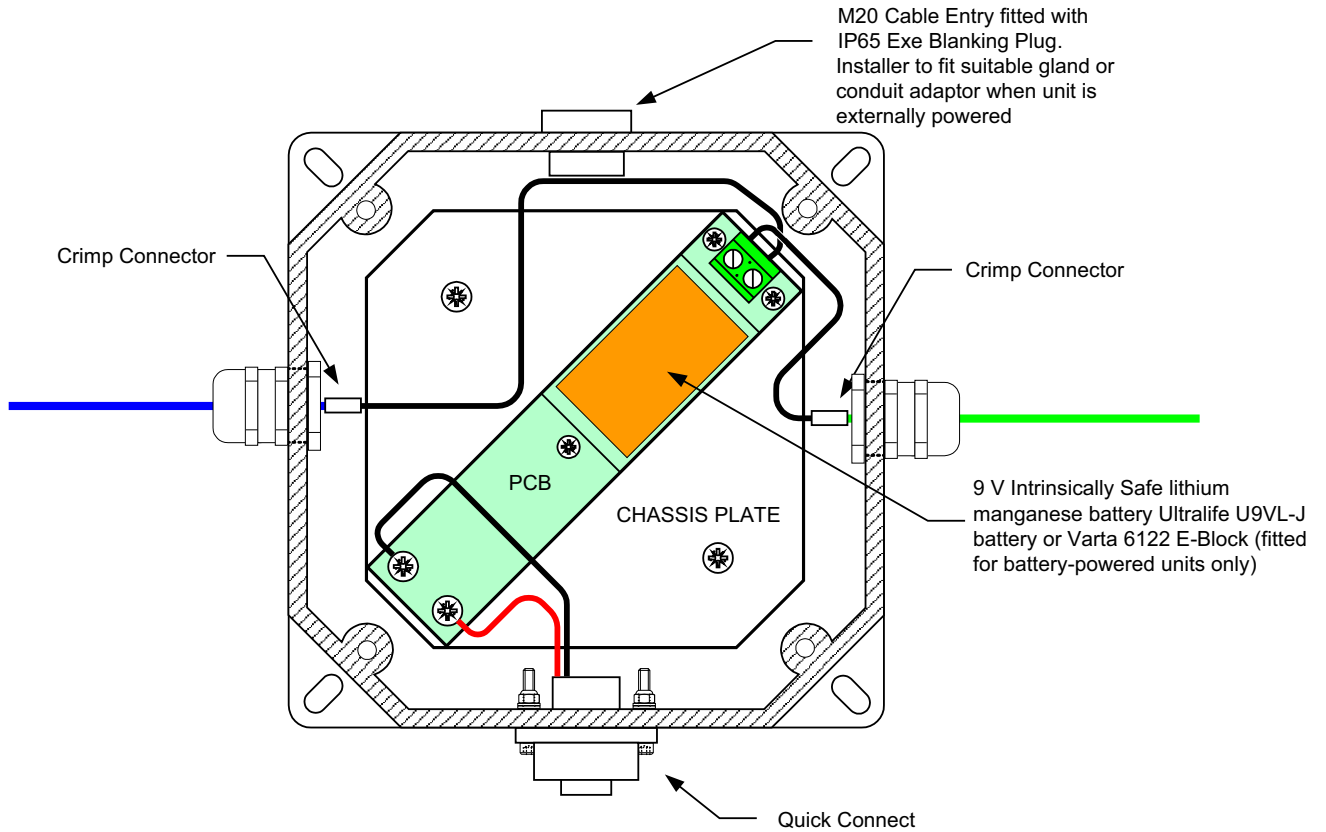 M20 Cable Entry fitted with
IP65 Exe Blanking Plug.
Installer to fit suitable gland or
conduit adaptor when unit is
externally powered
Crimp Connector
Crimp Connector
PCB
CHASSIS PLATE
9 V Intrinsically Safe lithium
manganese battery Ultralife U9VL-J
battery or Varta 6122 E-Block (fitted
for battery-powered units only)
Quick Connect